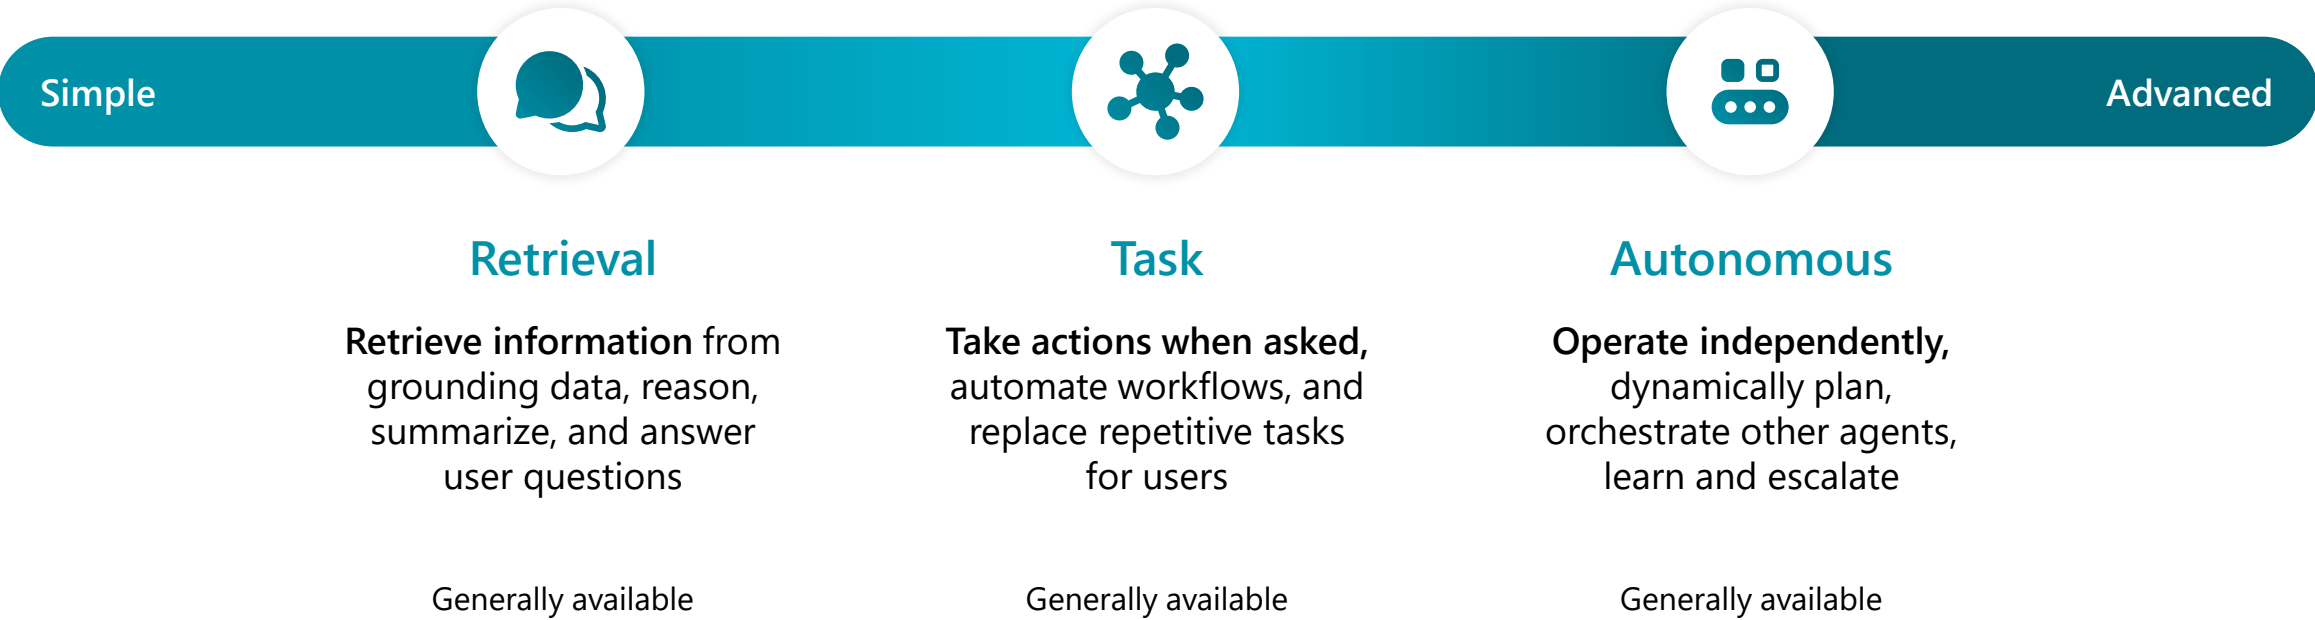 Simple
Advanced
Retrieval
Retrieve information from
grounding data, reason,
summarize, and answer
user questions
Generally available
Task
Take actions when asked,
automate workflows, and
replace repetitive tasks
for users
Generally available
Autonomous
Operate independently,
dynamically plan,
orchestrate other agents,
learn and escalate
Generally available